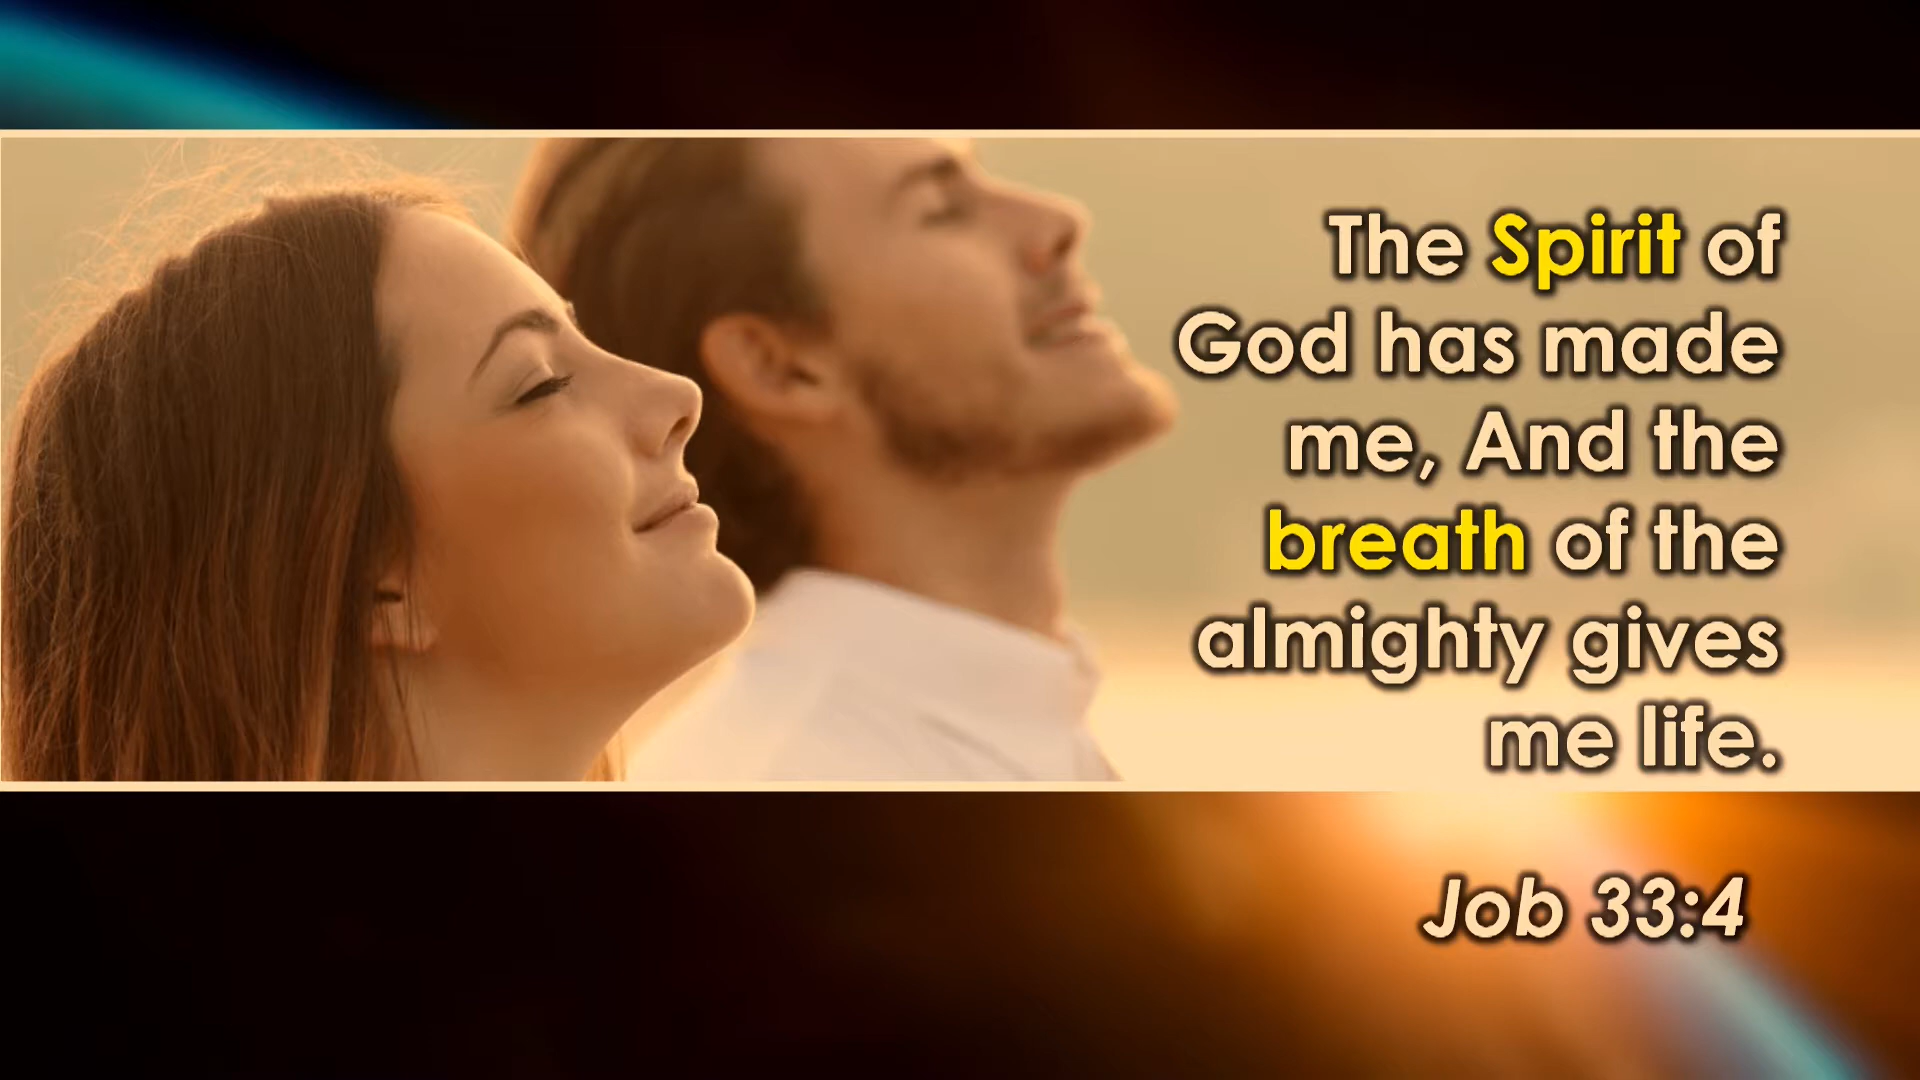 The Spirit of
God has made
me, And the
breath of the
almighty gives
me life.
Job 33:4